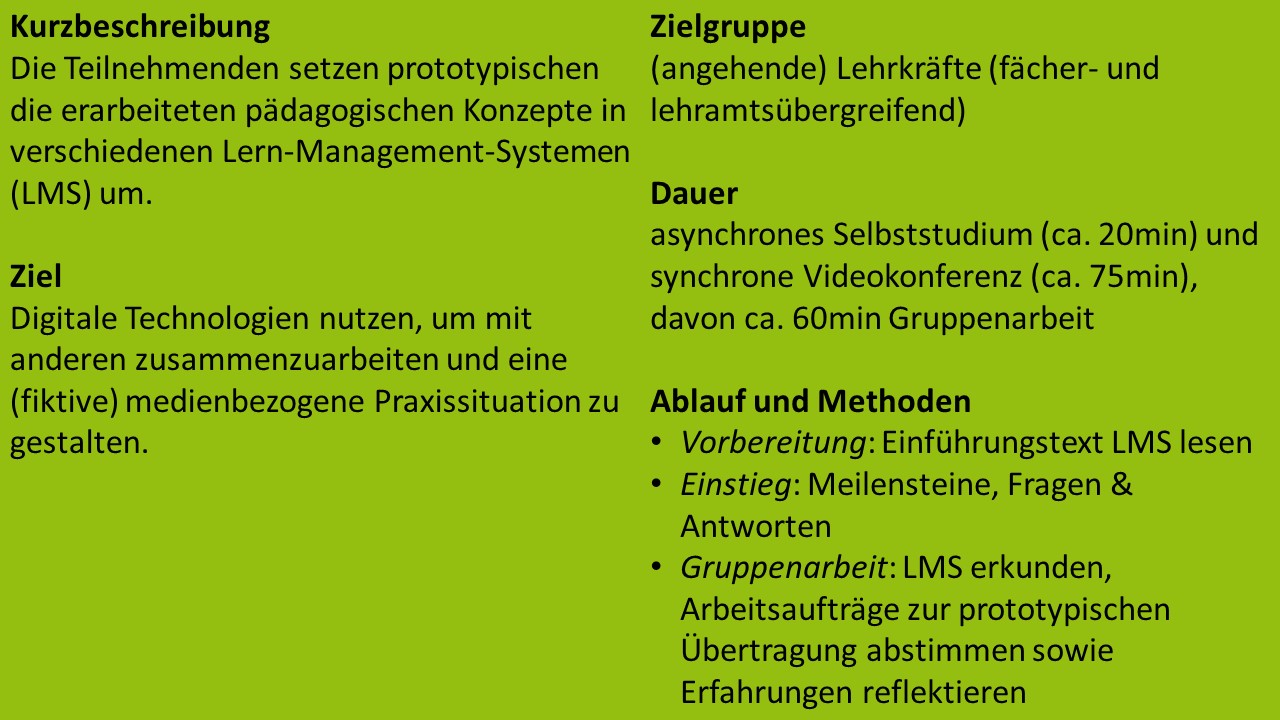 Kurzbeschreibung
Die Teilnehmenden setzen prototypischen
die erarbeiteten pädagogischen Konzepte in
verschiedenen Lern-Management-Systemen
(LMS) um.
Ziel
Digitale Technologien nutzen, um mit
anderen zusammenzuarbeiten und eine
(fiktive) medienbezogene Praxissituation zu
gestalten.
Zielgruppe
(angehende) Lehrkräfte (fächer- und
lehramtsübergreifend)
Dauer
asynchrones Selbststudium (ca. 20min) und
synchrone Videokonferenz (ca. 75min),
davon ca. 60min Gruppenarbeit
Ablauf und Methoden
• Vorbereitung: Einführungstext LMS lesen
• Einstieg: Meilensteine, Fragen &
Antworten
• Gruppenarbeit: LMS erkunden,
Arbeitsaufträge zur prototypischen
Übertragung abstimmen sowie
Erfahrungen reflektieren